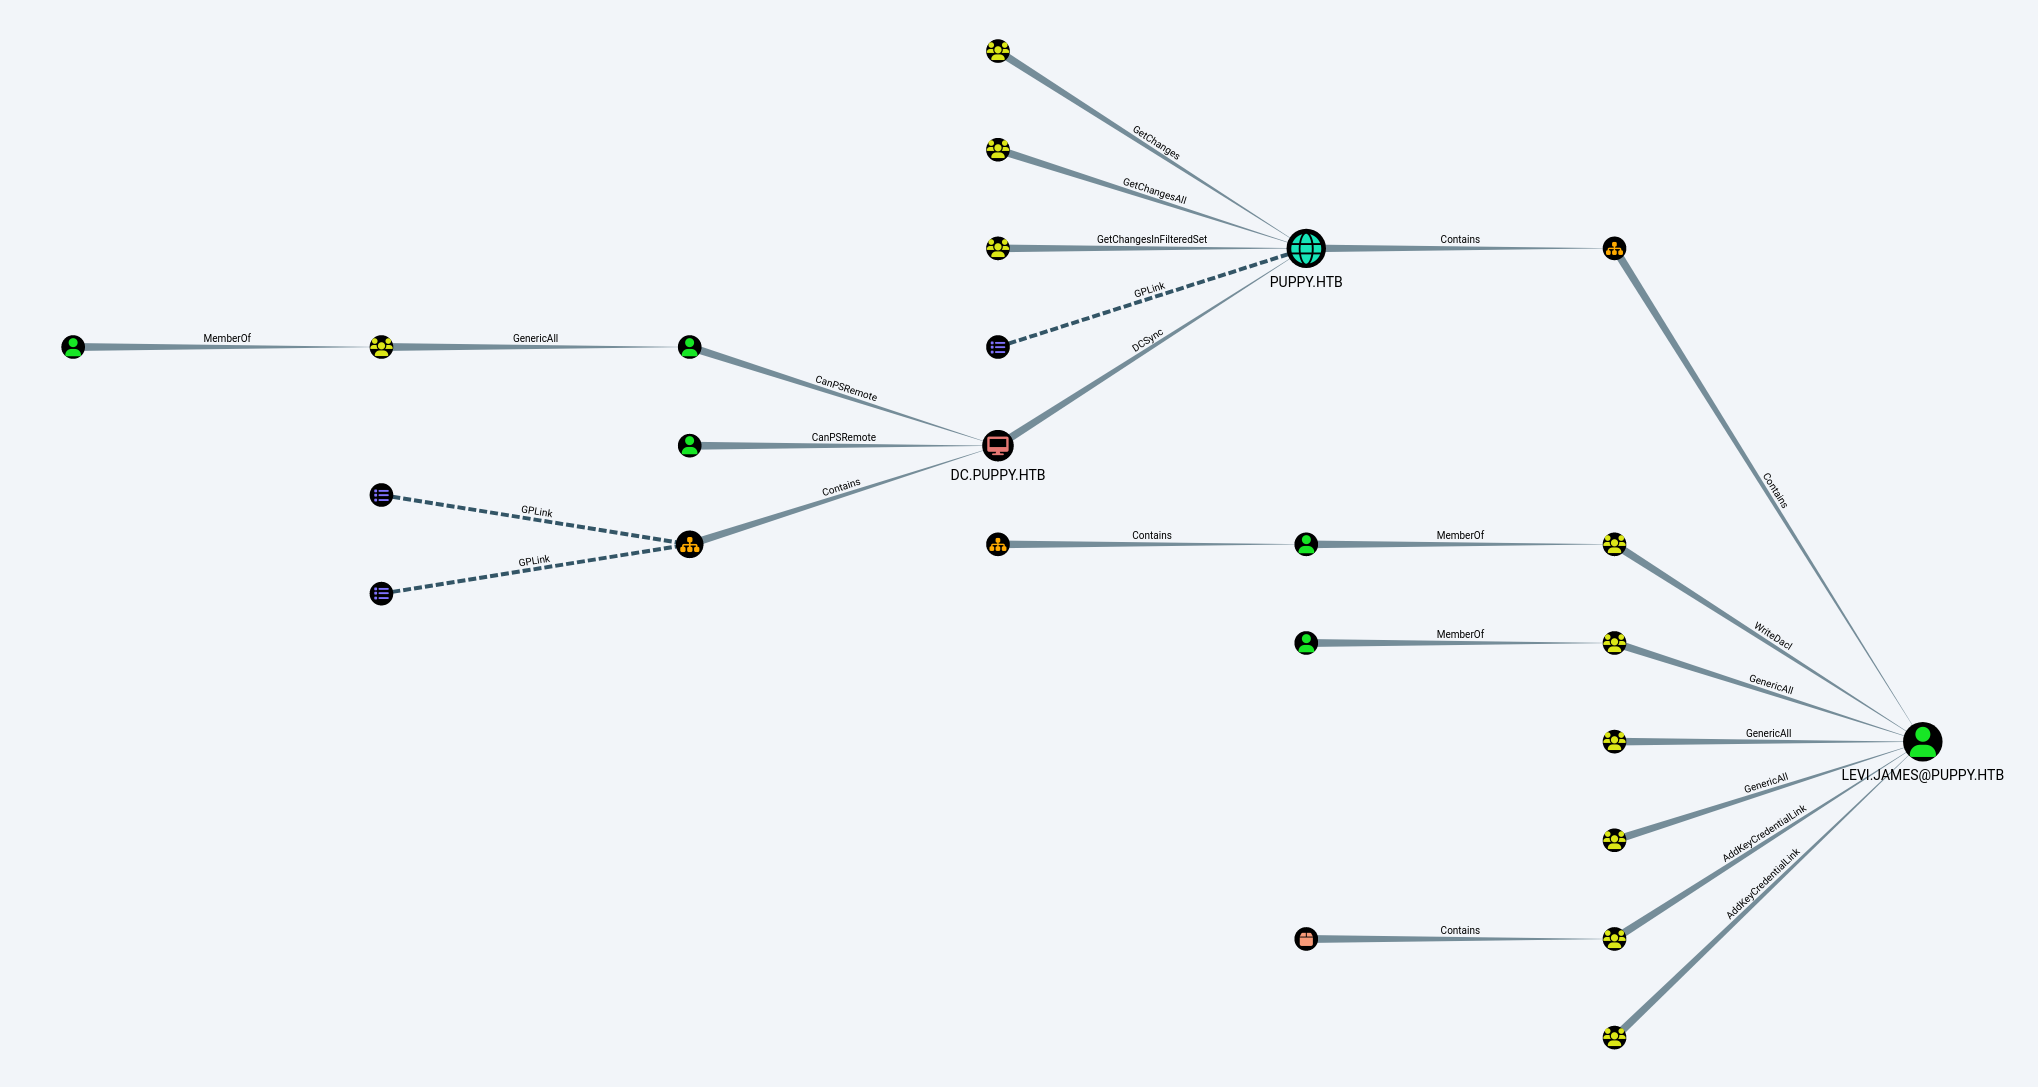 GetChanges
GetChangesAll
GetChangesInFilteredSet
Contains
PUPPY.HTB
GPLink
DCSync
MemberOf
GenericAll
CanPSRemote
CanPSRemote
DC.PUPPY.HTB
Contains
GPLink
GPLink
Contains
Contains
MemberOf
WriteDacl
MemberOf
GenericAll
GenericAll
LEVI.JAMES@PUPPY.HTB
GenericAll
AddKeyCredentialLink
AddKeyCredentialLink
Contains